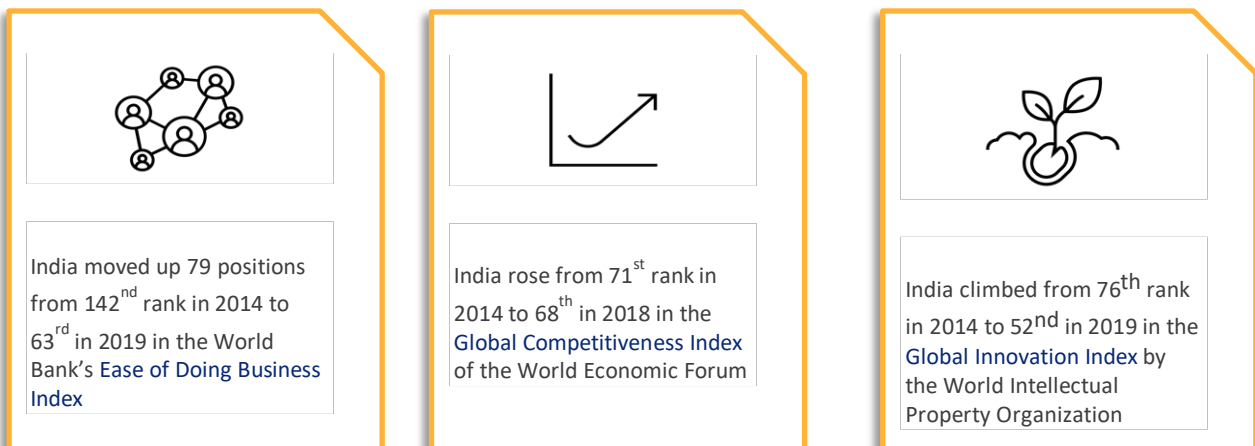 India moved up 79 positions
from 142nd rank in 2014 to
63rd in 2019 in the World
Bank’s Ease of Doing Business
Index
India rose from 71st rank in
2014 to 68th in 2018 in the
Global Competitiveness Index
of the World Economic Forum
India climbed from 76th rank
in 2014 to 52nd in 2019 in the
Global Innovation Index by
the World Intellectual
Property Organization